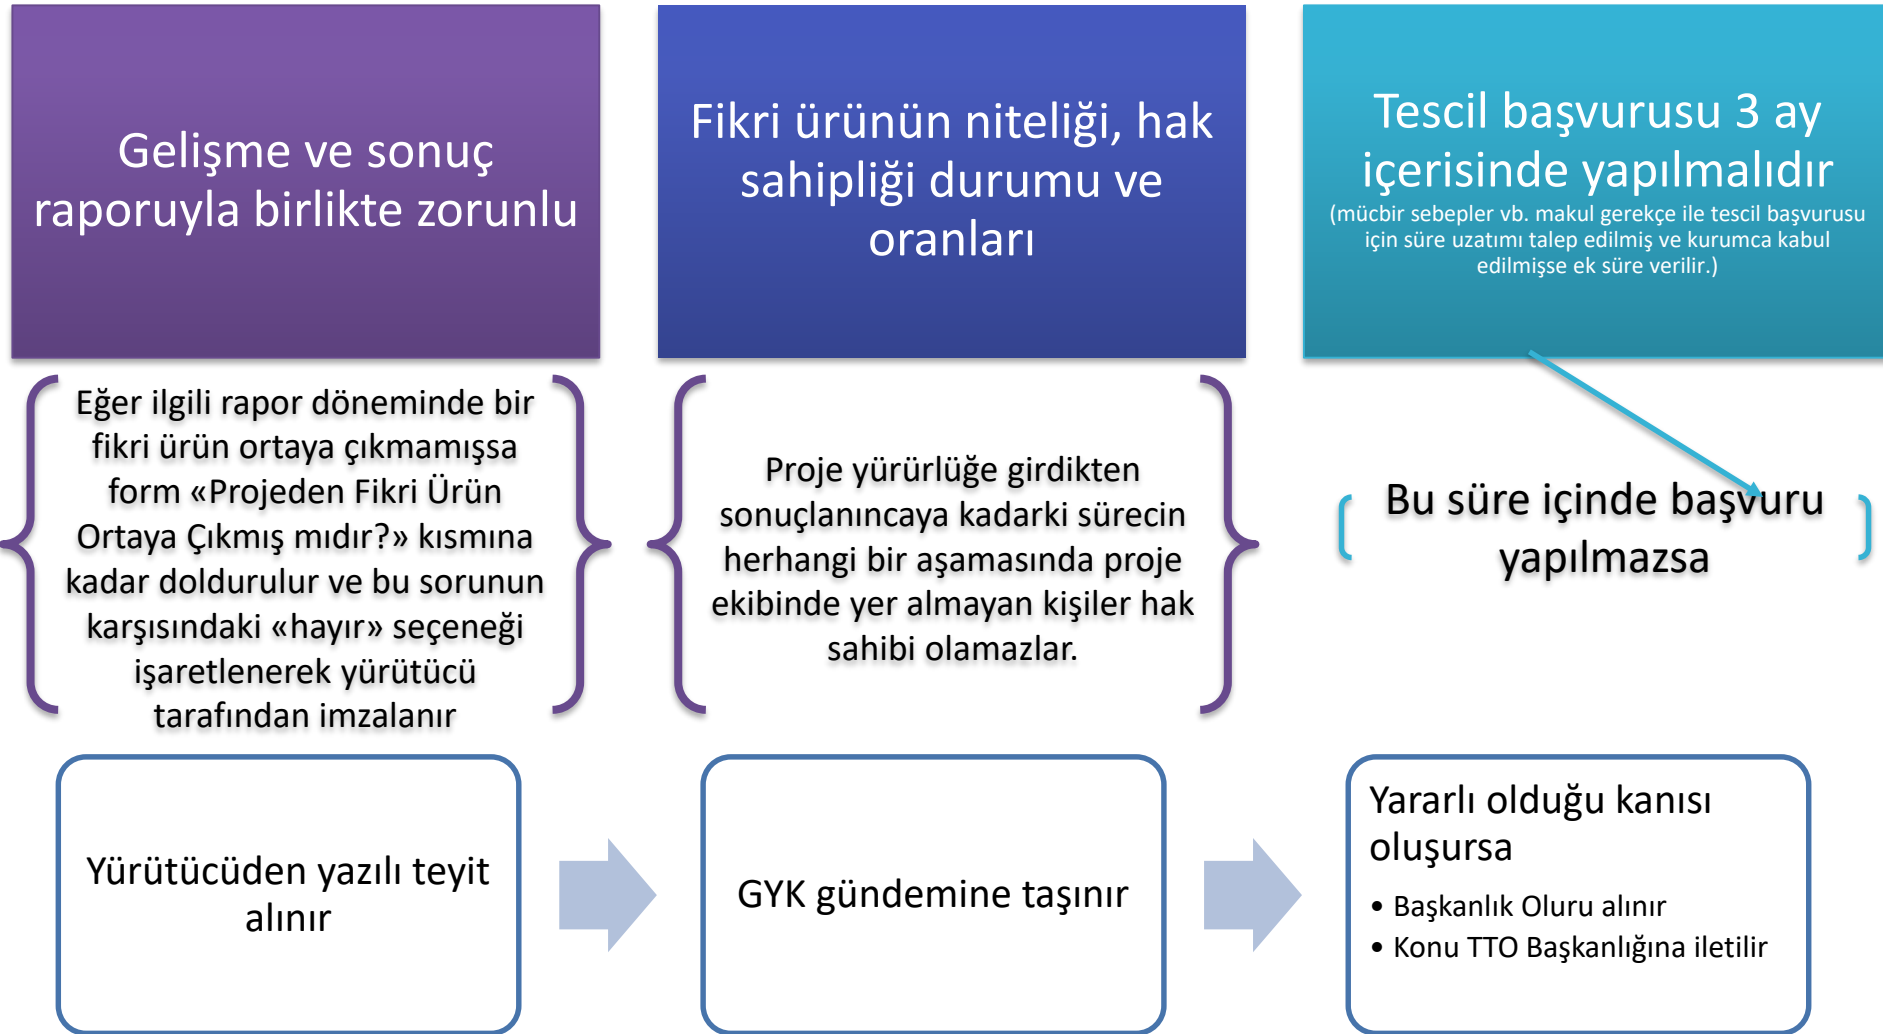 Gelişme ve sonuç
raporuyla birlikte zorunlu
Fikri ürünün niteliği, hak
sahipliği durumu ve
oranları
Tescil başvurusu 3 ay
içerisinde yapılmalıdır
(mücbir sebepler vb. makul gerekçe ile tescil başvurusu
için süre uzatımı talep edilmiş ve kurumca kabul
edilmişse ek süre verilir.)
Eğer ilgili rapor döneminde bir
fikri ürün ortaya çıkmamışsa
form «Projeden Fikri Ürün
Ortaya Çıkmış mıdır?» kısmına
kadar doldurulur ve bu sorunun
karşısındaki «hayır» seçeneği
işaretlenerek yürütücü
tarafından imzalanır
Proje yürürlüğe girdikten
sonuçlanıncaya kadarki sürecin
herhangi bir aşamasında proje
ekibinde yer almayan kişiler hak
sahibi olamazlar.
Bu süre içinde başvuru
yapılmazsa
Yürütücüden yazılı teyit
alınır
GYK gündemine taşınır
Yararlı olduğu kanısı
oluşursa
• Başkanlık Oluru alınır
• Konu TTO Başkanlığına iletilir